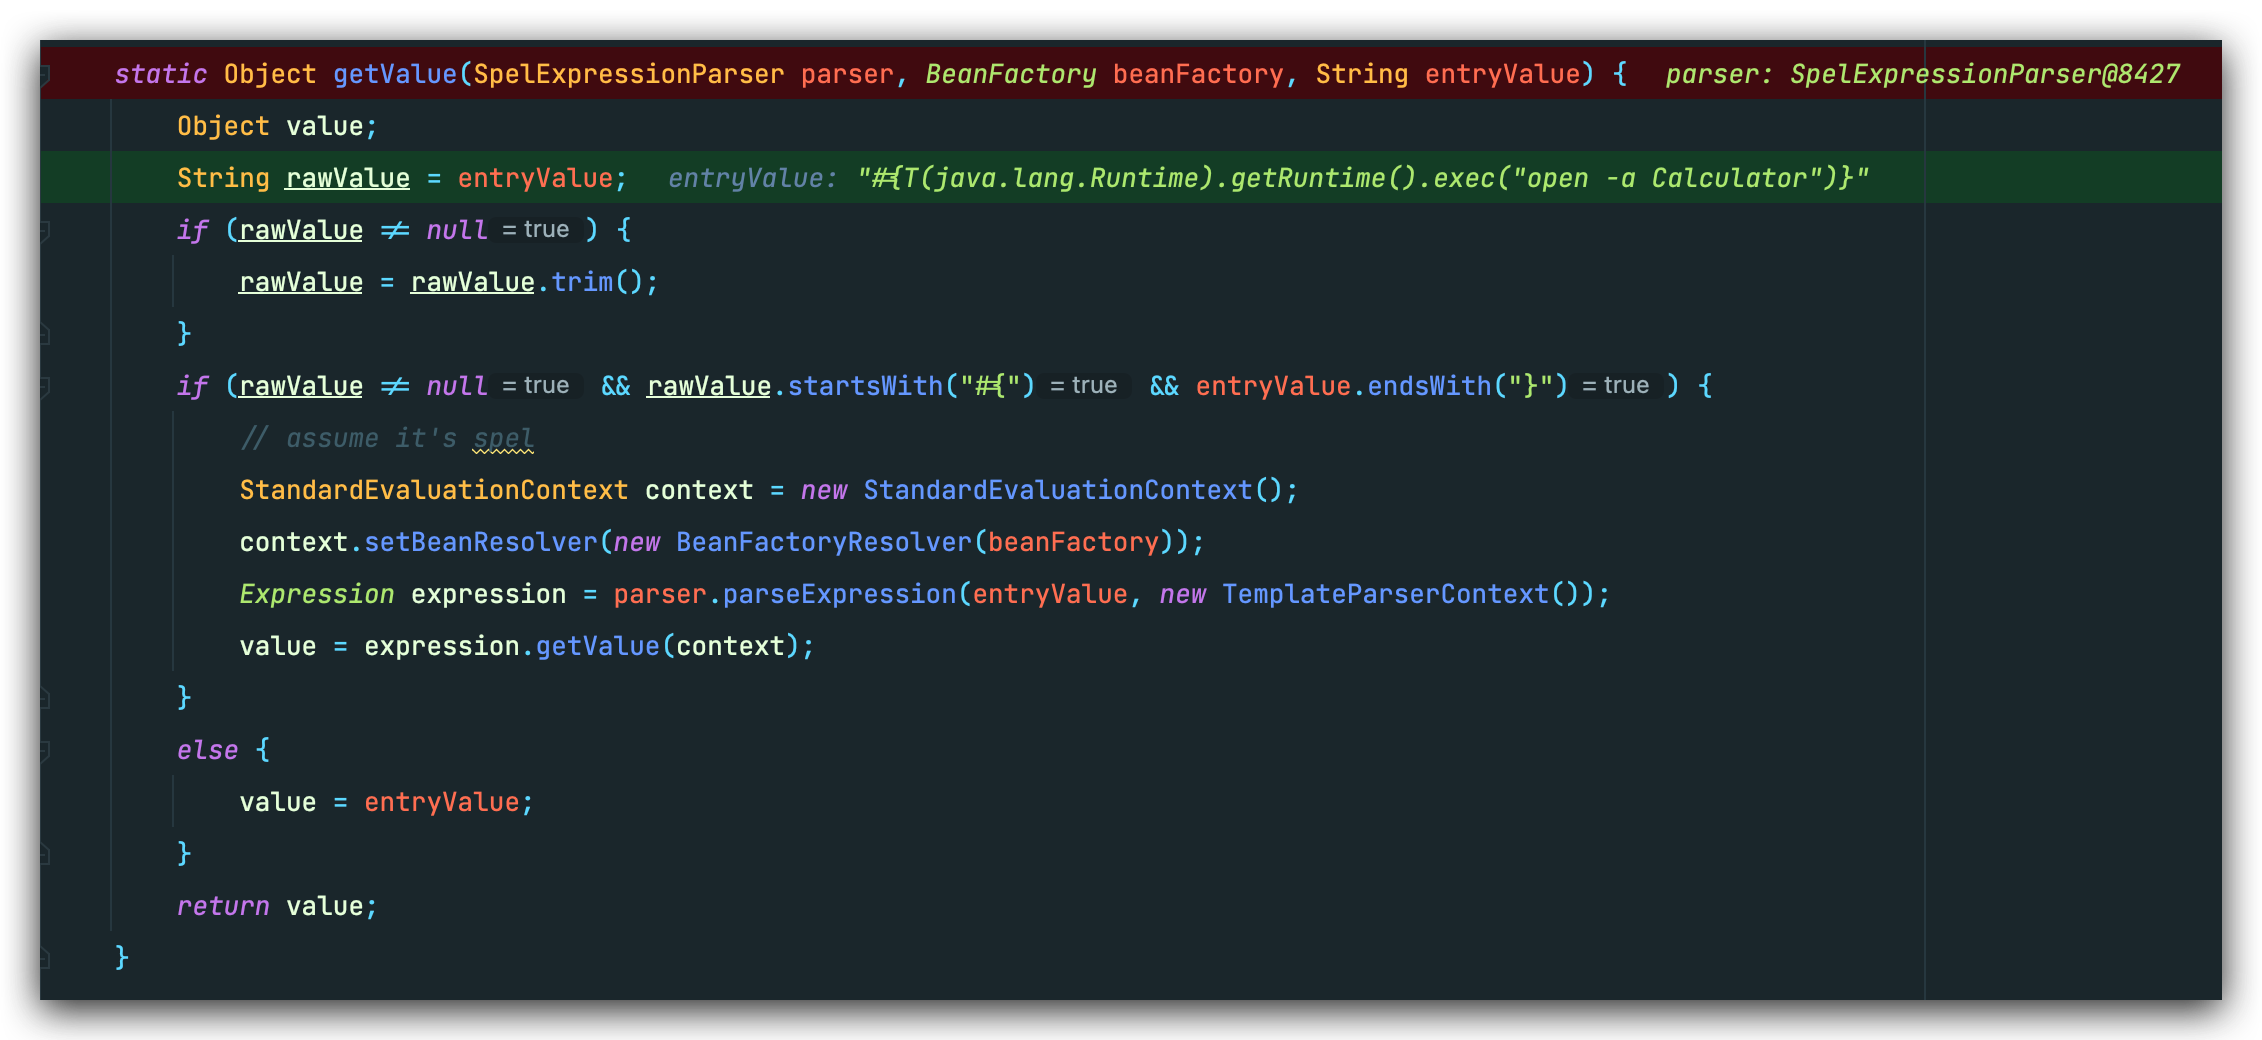 static Object getValue(SpelExpressionParser parser, BeanFactory beanFactory, String entryValue) {  parser: SpelExpressionParser@8427
Object value;
String rawValue = entryValue;  entryValue: "#{T(java.lang.Runtime).getRuntime().exec("open -a Calculator")}"
if (rawValue != null = true ) {
rawValue = rawValue.trim();
}
if (rawValue != null = true && rawValue.startsWith("#{") = true && entryValue.endsWith("}") = true ) {
// assume it's spel
StandardEvaluationContext context = new StandardEvaluationContext();
context.setBeanResolver(new BeanFactoryResolver(beanFactory));
Expression expression = parser.parseExpression(entryValue, new TemplateParserContext());
value = expression.getValue(context);
}
else {
value = entryValue;
}
return value;
}